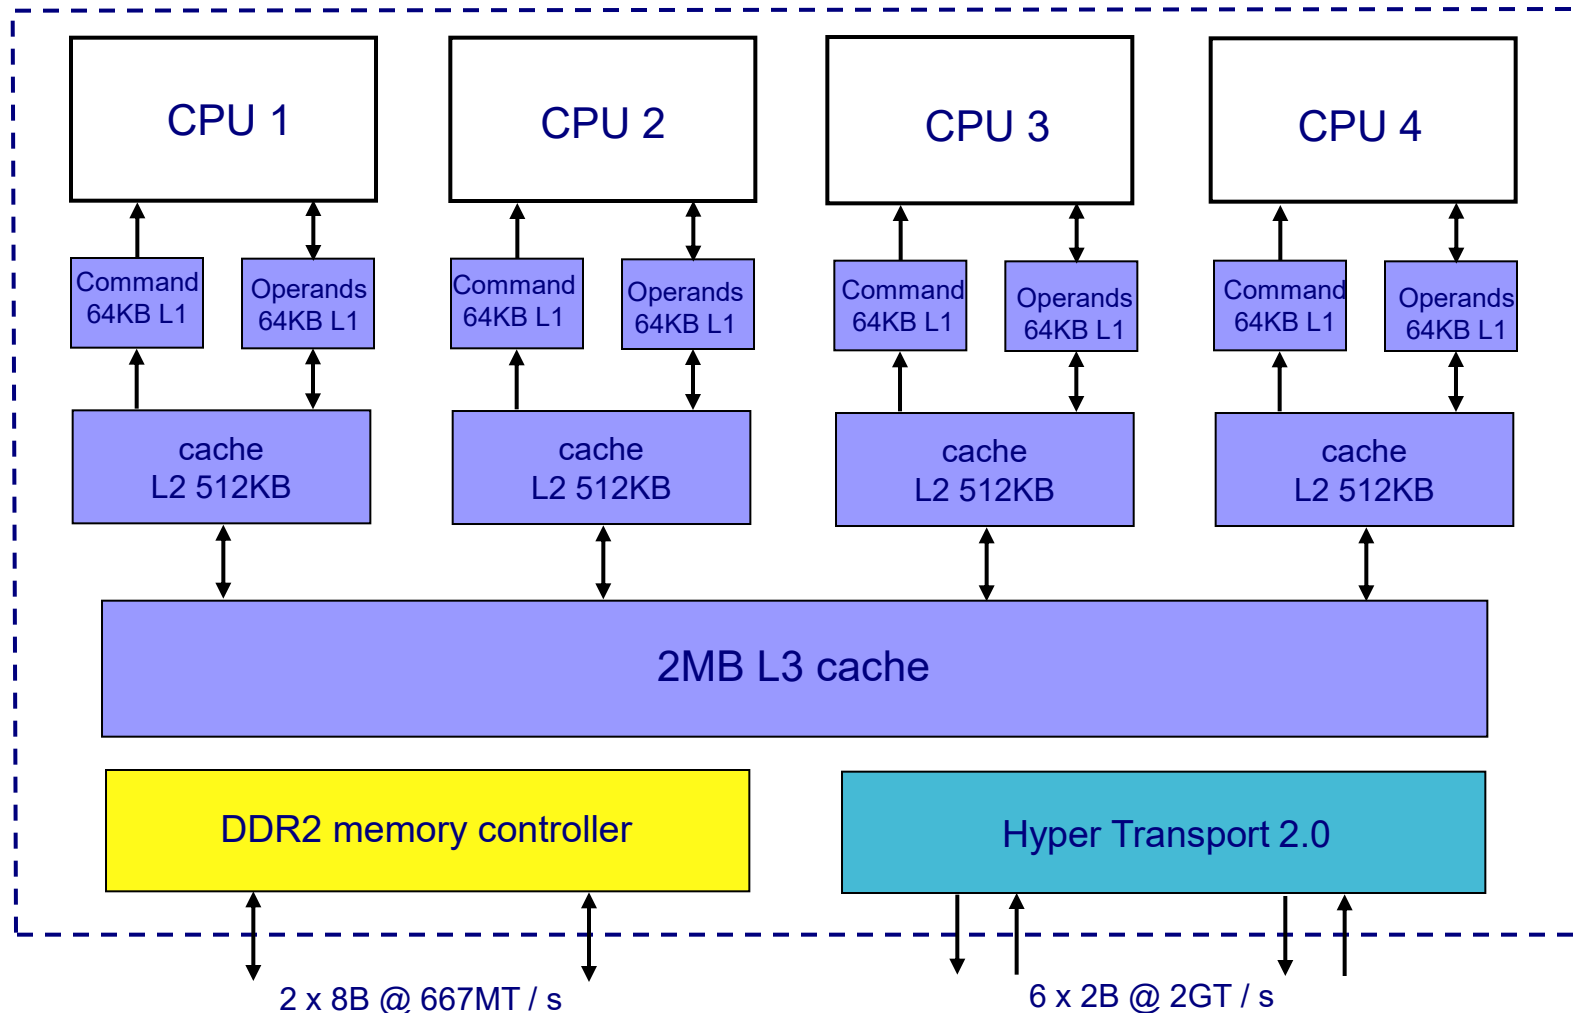 CPU 1
CPU 2
CPU 3
CPU 4
Command
64KB L1
Operands
64KB L1
Command
64KB L1
Operands
64KB L1
Command
64KB L1
Operands
64KB L1
Command
64KB L1
Operands
64KB L1
cache
L2 512KB
cache
L2 512KB
cache
L2 512KB
cache
L2 512KB
2MB L3 cache
DDR2 memory controller
Hyper Transport 2.0
2 x 8B @ 667MT / s
6 x 2B @ 2GT / s